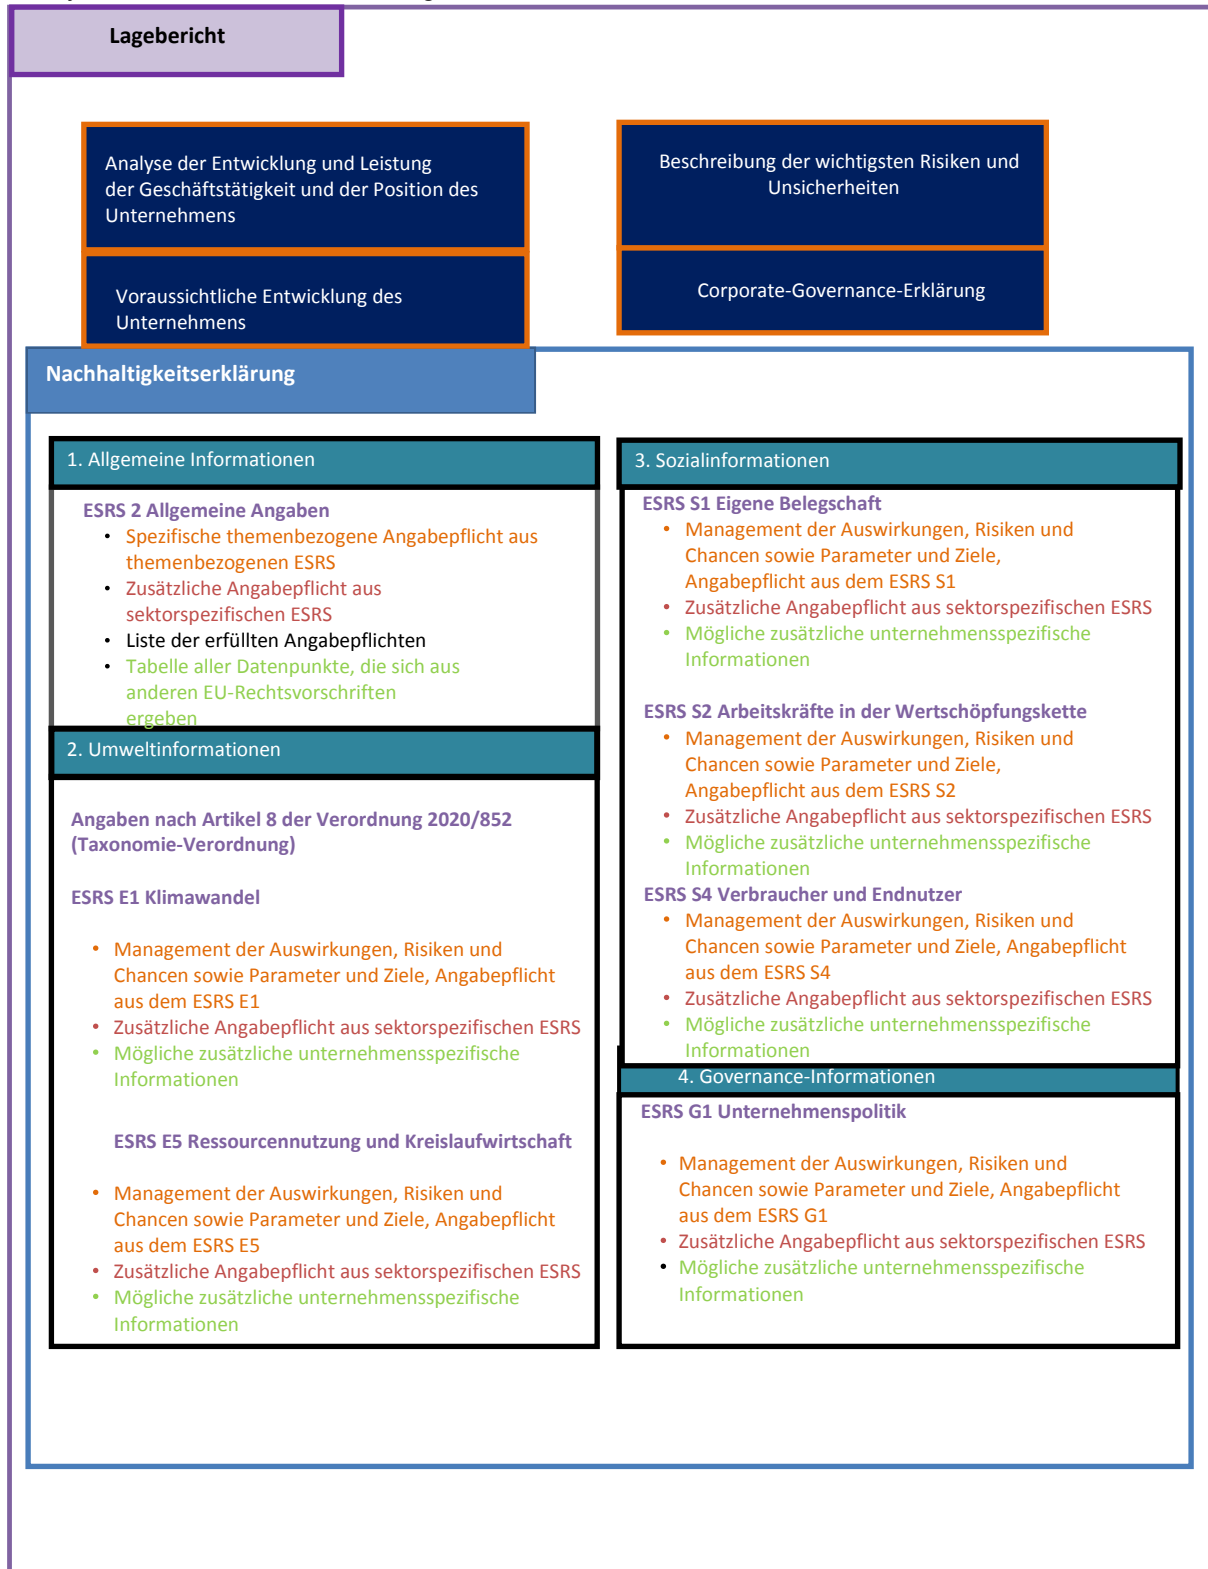 Lagebericht
Analyse der Entwicklung und Leistung
der Geschäftstätigkeit und der Position des
Unternehmens
Beschreibung der wichtigsten Risiken und
Unsicherheiten
Voraussichtliche Entwicklung des
Unternehmens
Corporate-Governance-Erklärung
Nachhaltigkeitserklärung
1. Allgemeine Informationen
ESRS 2 Allgemeine Angaben
• Spezifische themenbezogene Angabepflicht aus
themenbezogenen ESRS
• Zusätzliche Angabepflicht aus
sektorspezifischen ESRS
• Liste der erfüllten Angabepflichten
• Tabelle aller Datenpunkte, die sich aus
anderen EU-Rechtsvorschriften
ergeben
2. Umweltinformationen
Angaben nach Artikel 8 der Verordnung 2020/852
(Taxonomie-Verordnung)
ESRS E1 Klimawandel
• Management der Auswirkungen, Risiken und
Chancen sowie Parameter und Ziele, Angabepflicht
aus dem ESRS E1
• Zusätzliche Angabepflicht aus sektorspezifischen ESRS
• Mögliche zusätzliche unternehmensspezifische
Informationen
ESRS E5 Ressourcennutzung und Kreislaufwirtschaft
• Management der Auswirkungen, Risiken und
Chancen sowie Parameter und Ziele, Angabepflicht
aus dem ESRS E5
• Zusätzliche Angabepflicht aus sektorspezifischen ESRS
• Mögliche zusätzliche unternehmensspezifische
Informationen
3. Sozialinformationen
ESRS S1 Eigene Belegschaft
• Management der Auswirkungen, Risiken und
Chancen sowie Parameter und Ziele,
Angabepflicht aus dem ESRS S1
• Zusätzliche Angabepflicht aus sektorspezifischen ESRS
• Mögliche zusätzliche unternehmensspezifische
Informationen
ESRS S2 Arbeitskräfte in der Wertschöpfungskette
• Management der Auswirkungen, Risiken und
Chancen sowie Parameter und Ziele,
Angabepflicht aus dem ESRS S2
• Zusätzliche Angabepflicht aus sektorspezifischen ESRS
• Mögliche zusätzliche unternehmensspezifische
Informationen
ESRS S4 Verbraucher und Endnutzer
• Management der Auswirkungen, Risiken und
Chancen sowie Parameter und Ziele, Angabepflicht
aus dem ESRS S4
• Zusätzliche Angabepflicht aus sektorspezifischen ESRS
• Mögliche zusätzliche unternehmensspezifische
Informationen
4. Governance-Informationen
ESRS G1 Unternehmenspolitik
• Management der Auswirkungen, Risiken und
Chancen sowie Parameter und Ziele, Angabepflicht
aus dem ESRS G1
• Zusätzliche Angabepflicht aus sektorspezifischen ESRS
• Mögliche zusätzliche unternehmensspezifische
Informationen